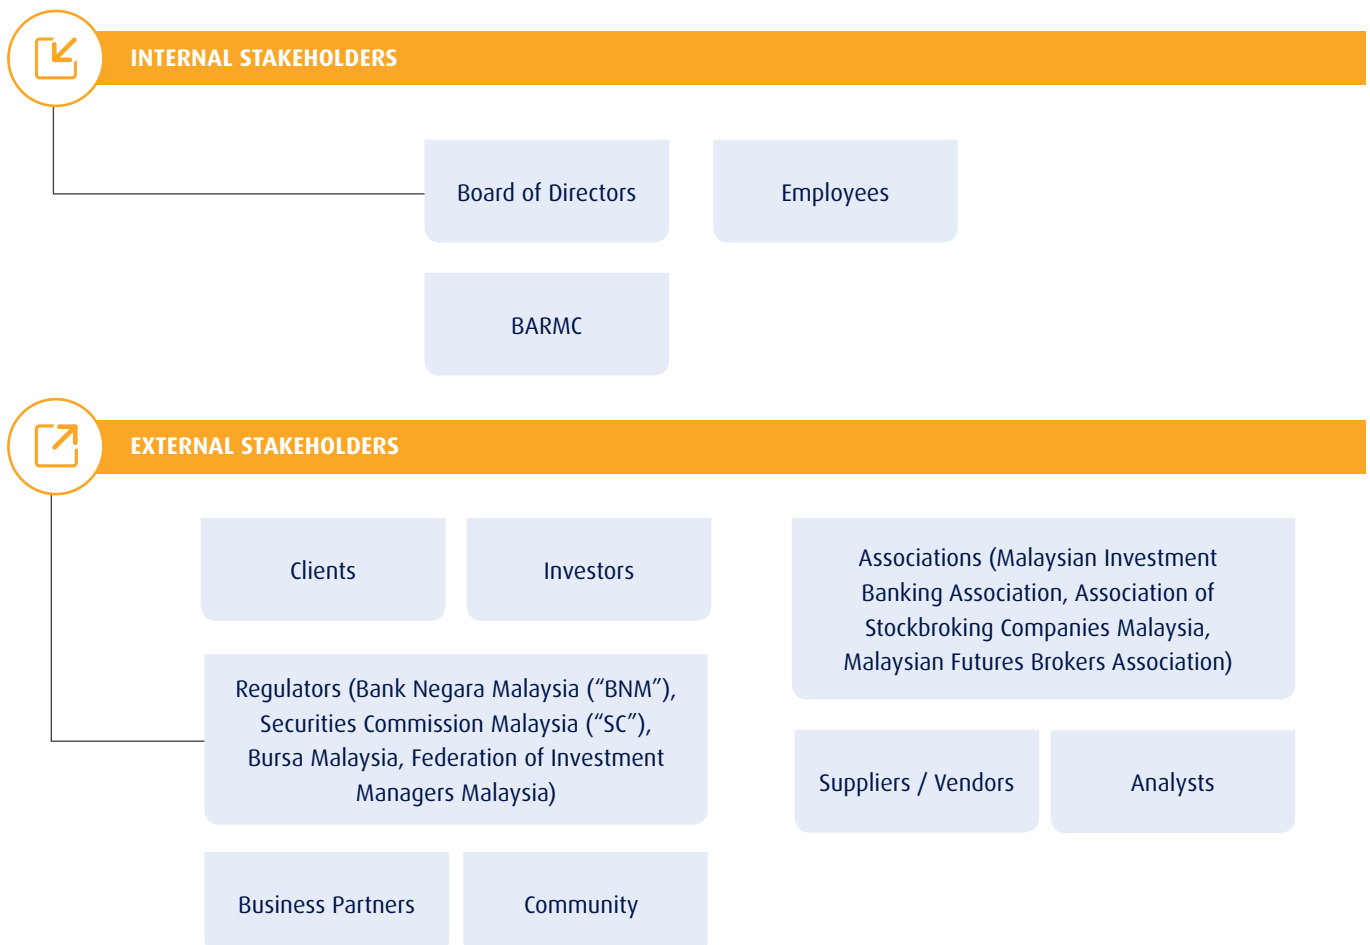 INTERNAL STAKEHOLDERS
Board of Directors
Employees
BARMC
EXTERNAL STAKEHOLDERS
Clients
Investors
Associations (Malaysian Investment
Banking Association, Association of
Stockbroking Companies Malaysia,
Malaysian Futures Brokers Association)
Regulators (Bank Negara Malaysia (“BNM”),
Securities Commission Malaysia (“SC”),
Bursa Malaysia, Federation of Investment
Managers Malaysia)
Suppliers / Vendors
Analysts
Business Partners
Community